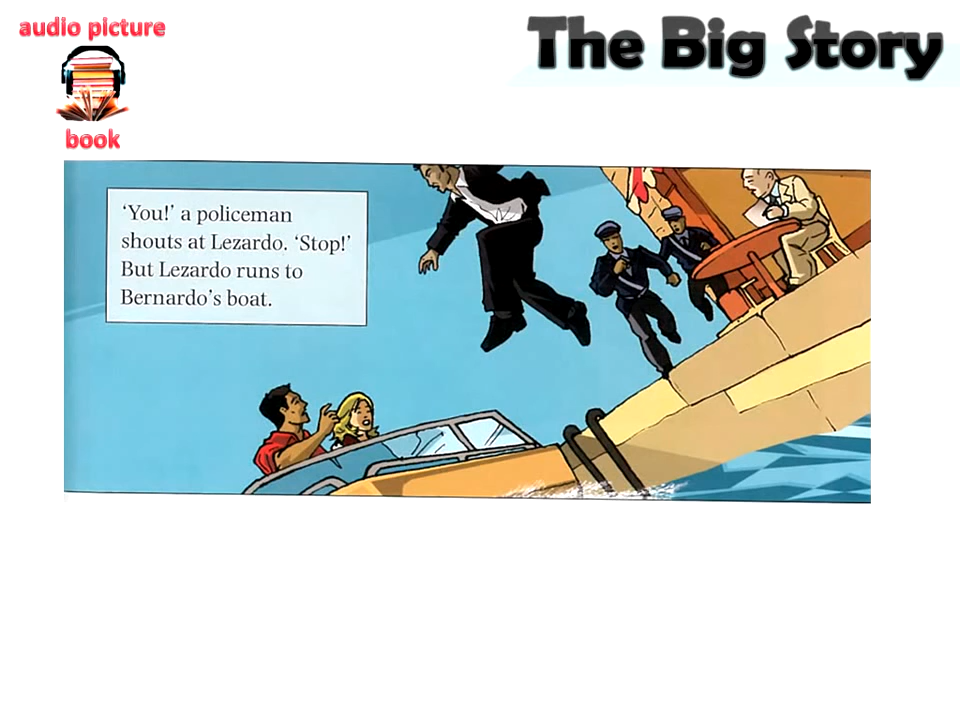 audio picture
book
The Big Story
‘You!’ a policeman
shouts at Lezardo. ‘Stop!’
But Lezardo runs to
Bernardo’s boat.